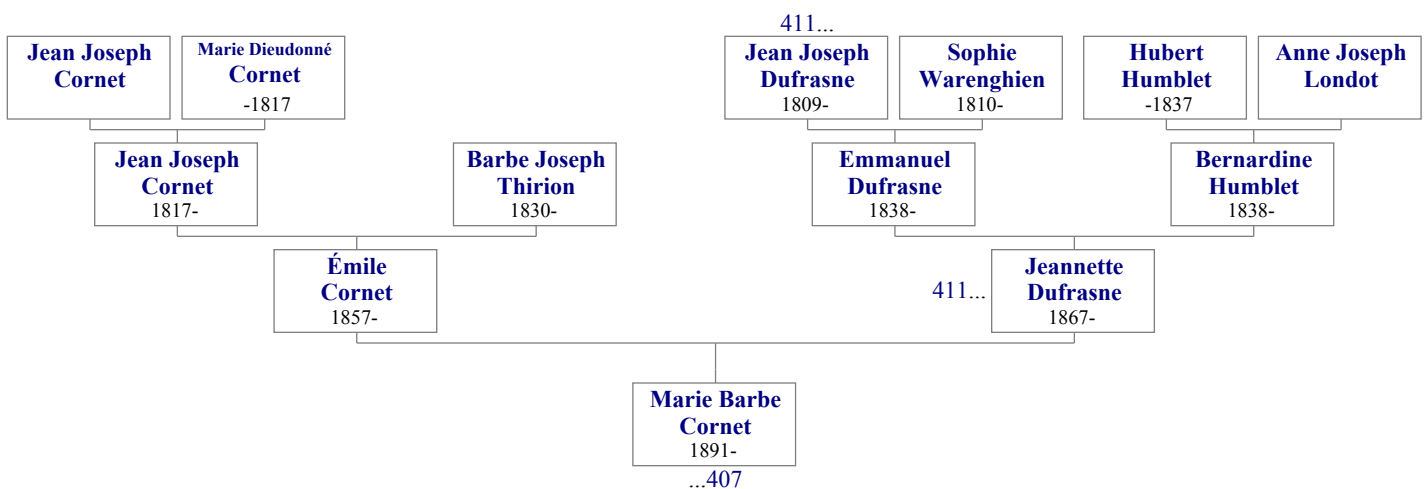 411...
Jean Joseph
Cornet
Marie Dieudonné
Cornet
-1817
Jean Joseph
Dufrasne
1809-
Sophie
Warenghien
1810-
Hubert
Humblet
-1837
Anne Joseph
Londot
Jean Joseph
Cornet
1817-
Barbe Joseph
Thirion
1830-
Emmanuel
Dufrasne
1838-
Bernardine
Humblet
1838-
Émile
Cornet
1857-
411...
Jeannette
Dufrasne
1867-
Marie Barbe
Cornet
1891-
...407